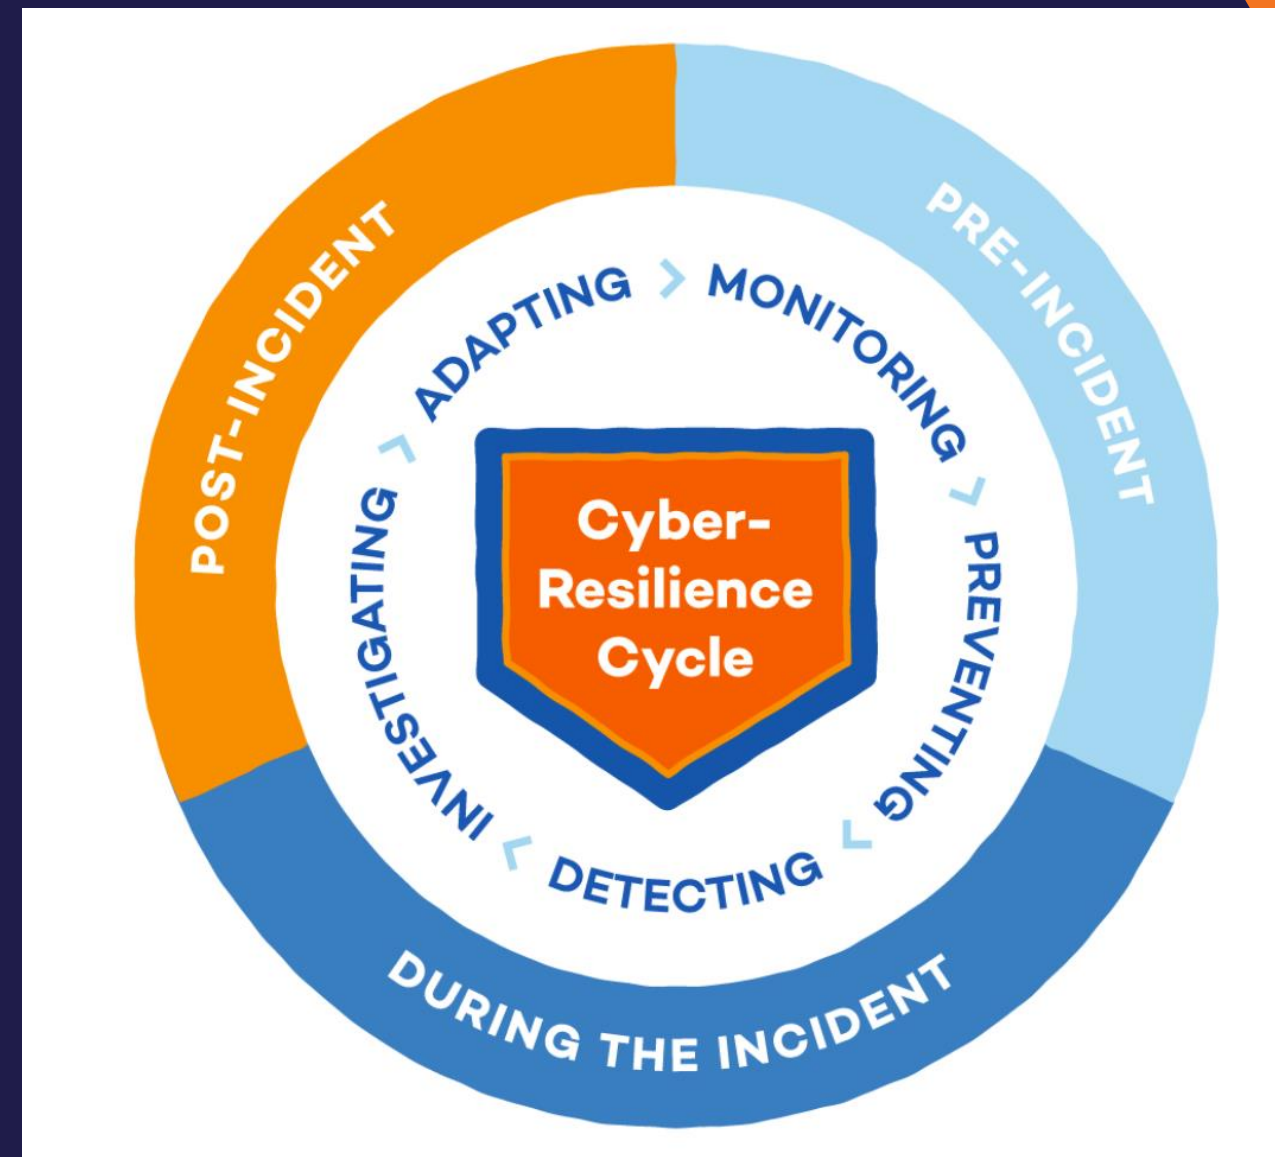 POST-INCIDENT
PRE-INCIDENT
ADAPTING
MONITORING
PREVENTING
DETECTING
INVESTIGATING
Cyber-
Resilience
Cycle
DURING THE INCIDENT